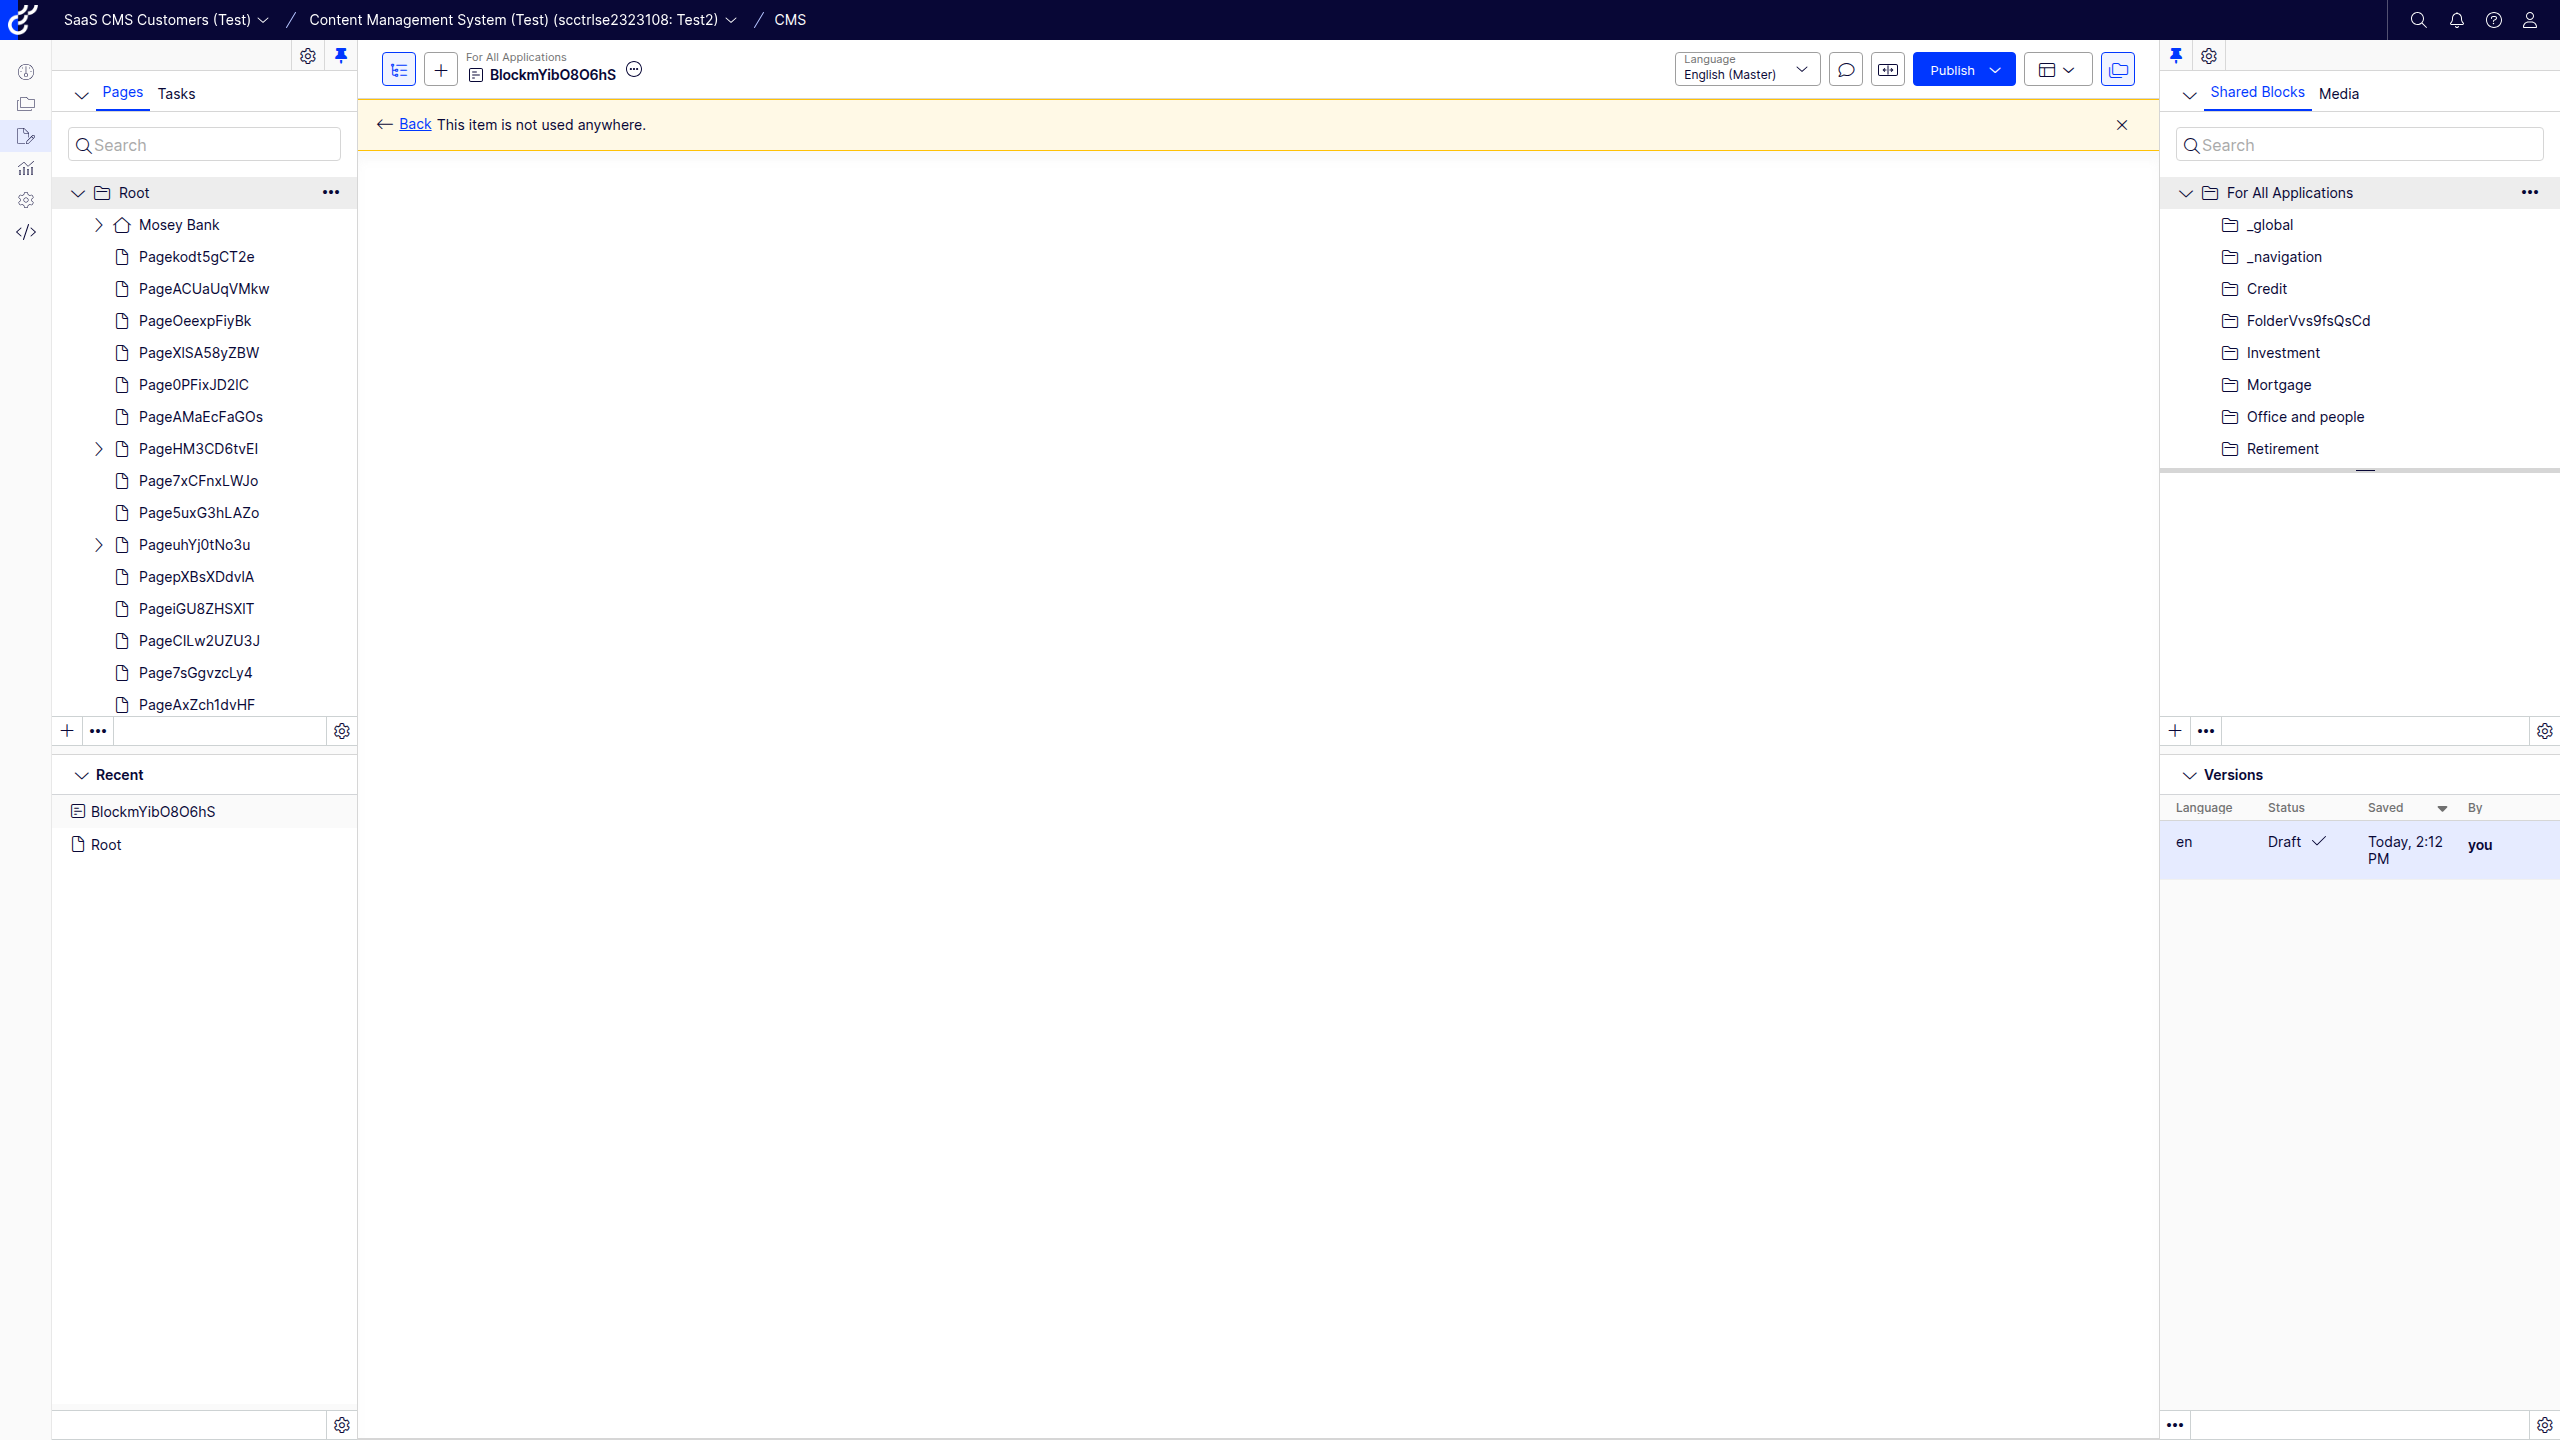 SaaS CMS Customers (Test) / Content Management System (Test) (scctrlse2323108: Test2) / CMS
Pages Tasks
Search
Root
Mosey Bank
Pagekodt5gCT2e
PageACUaUqVMkw
PageOeexpFiyBk
PageXlSA58yZBW
Page0PFixJD2IC
PageAMaEcFaGOs
PageHM3CD6tvEl
Page7xCFnxLWJo
Page5uxG3hLAZo
PageuhYj0tNo3u
PagepXBsXDdvlA
PageiGU8ZHSXlT
PageClLw2UZU3J
Page7sGgvzcLy4
PageAxZch1dvHF
Recent
BlockmYibO8O6hS
Root
For All Applications
BlockmYibO8O6hS
Language
English (Master)
Publish
Back This item is not used anywhere.
Shared Blocks Media
Search
For All Applications
_global
_navigation
Credit
FolderVvs9fsQsCd
Investment
Mortgage
Office and people
Retirement
Versions
Language Status Saved By
en Draft Today, 2:12 PM you